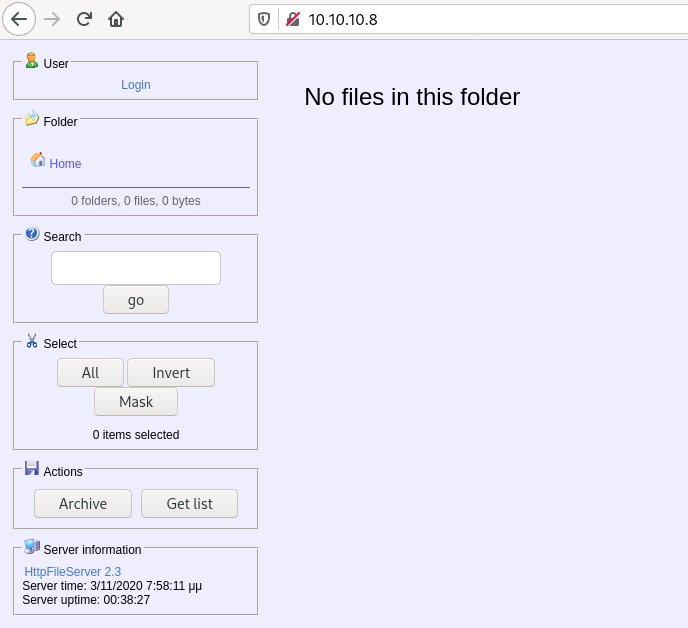 10.10.10.8
User
Login
No files in this folder
Folder
Home
0 folders, 0 files, 0 bytes
Search
go
Select
All Invert
Mask
0 items selected
Actions
Archive Get list
Server information
HttpFileServer 2.3
Server time: 3/11/2020 7:58:11 μμ
Server uptime: 00:38:27